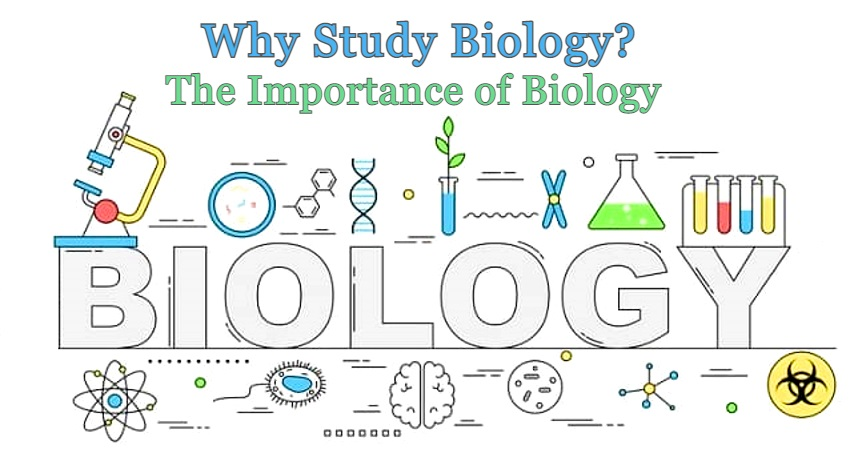 Why Study Biology?
The Importance of Biology
BIOLOGY